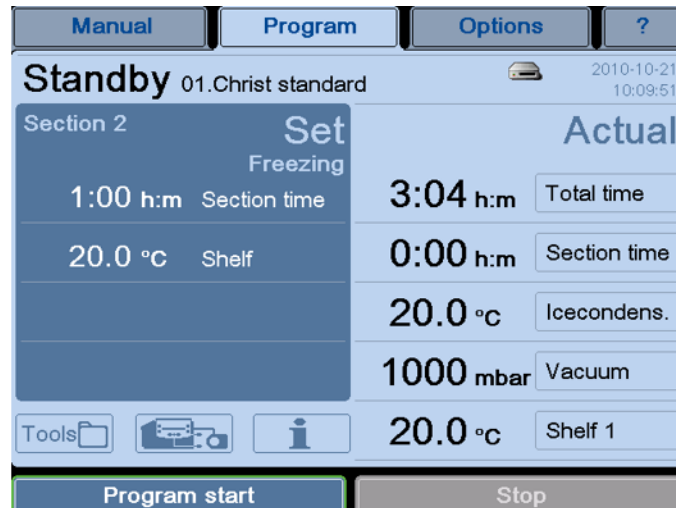 Manual Program Options ?
Standby 01.Christ standard 2010-10-21
10:09:51
Section 2 Set
Freezing
1:00 h:m Section time
20.0 °C Shelf
Actual
3:04 h:m Total time
0:00 h:m Section time
20.0 °C Icecondens.
1000 mbar Vacuum
20.0 °C Shelf 1
Tools i
Program start Stop